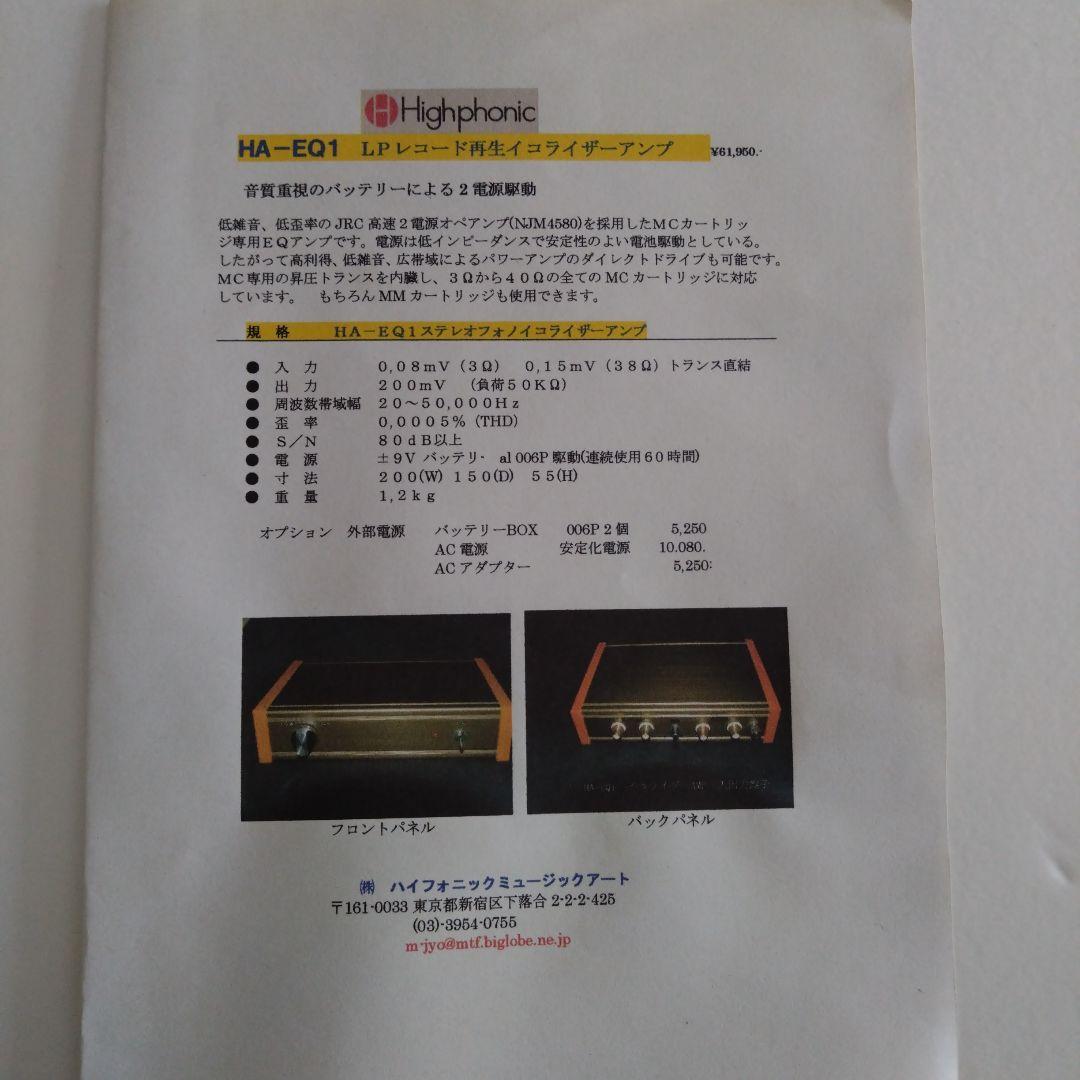 Highphonic
HA-EQ1 LPレコード再生イコライザーアンプ ¥61,950.-
音質重視のバッテリーによる2電源駆動
低雑音、低歪率のJRC高速2電源オペアンプ(NJM4580)を採用したMCカートリッ
ジ専用EQアンプです。電源は低インピーダンスで安定性のよい電池駆動としている。
したがって高利得、低雑音、広帯域によるパワーアンプのダイレクトドライブも可能です。
MC専用の昇圧トランスを内臓し、3Ωから40Ωの全てのMCカートリッジに対応
しています。 もちろんMMカートリッジも使用できます。
規 格 HA-EQ1ステレオフォノイコライザーアンプ
● 入 力 0,08mV(3Ω) 0,15mV(38Ω)トランス直結
● 出 力 200mV (負荷50KΩ)
● 周波数帯域幅 20~50,000Hz
● 歪 率 0,0005% (THD)
● S/N 80dB以上
● 電 源 ±9V バッテリ- al 006P 駆動(連続使用60時間)
● 寸 法 200(W) 150(D) 55(H)
● 重 量 1,2kg
オプション 外部電源 バッテリーBOX 006P 2個 5,250
AC電源 安定化電源 10.080.
ACアダプター 5,250:
フロントパネル
バックパネル
㈱ ハイフォニックミュージックアート
〒161-0033 東京都新宿区下落合2-2-2-425
(03)-3954-0755
m-jyo@mtf.biglobe.ne.jp